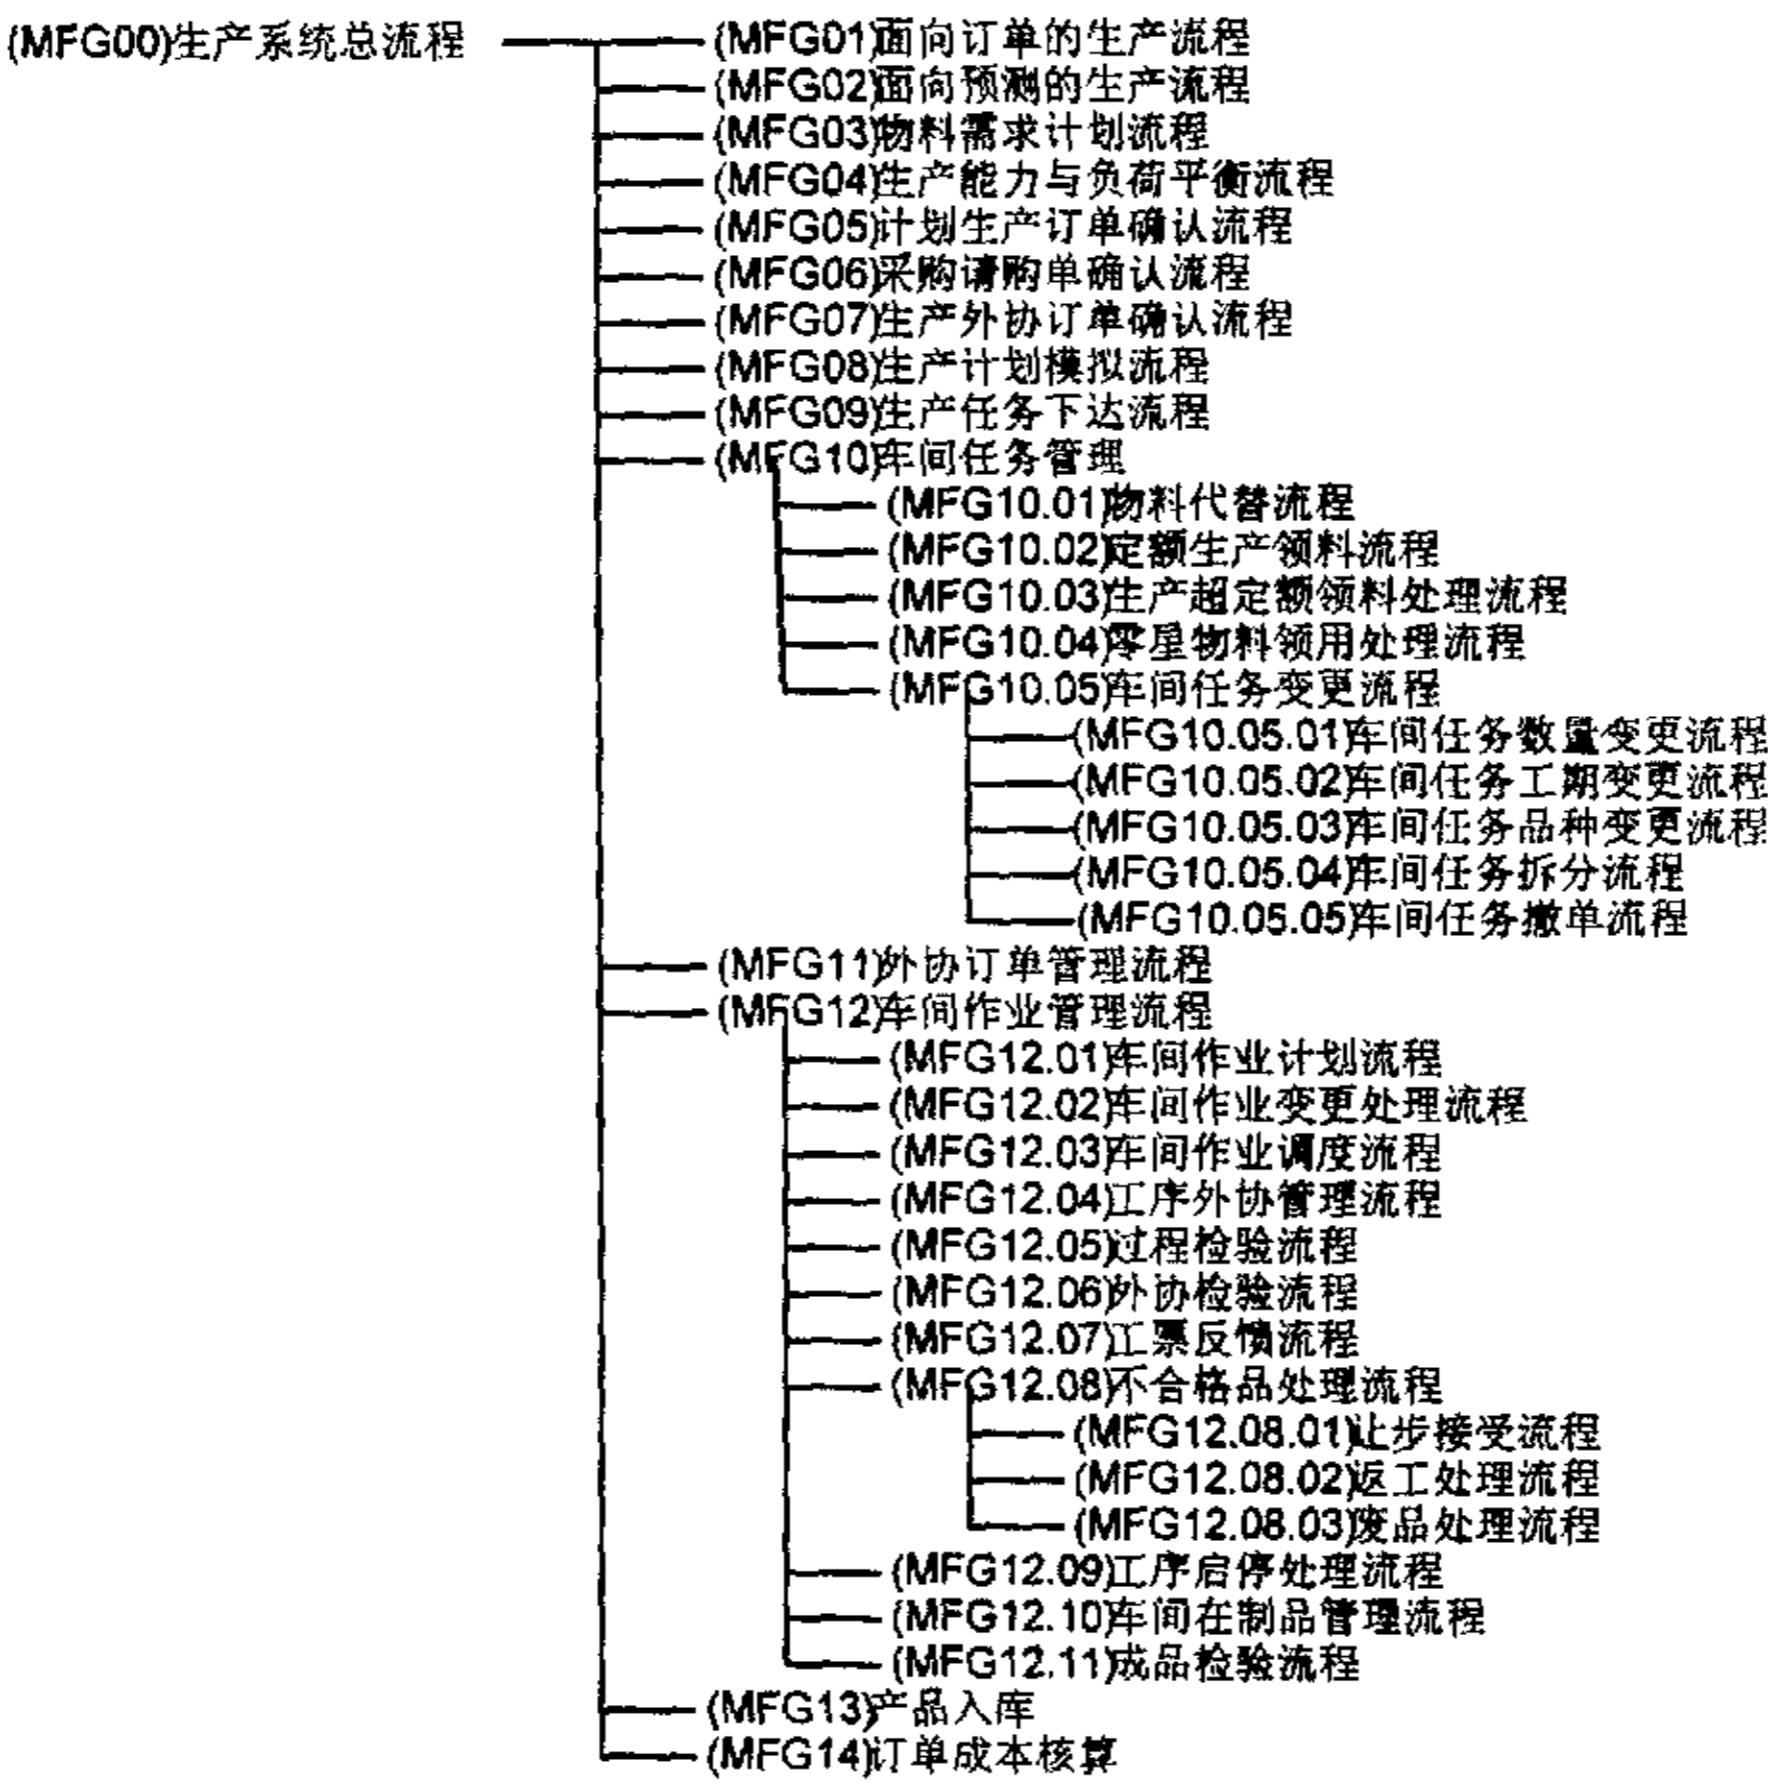 (MFG00)生产系统总流程
(MFG01)面向订单的生产流程
(MFG02)面向预测的生产流程
(MFG03)物料需求计划流程
(MFG04)生产能力与负荷平衡流程
(MFG05)计划生产订单确认流程
(MFG06)采购请购单确认流程
(MFG07)生产外协订单确认流程
(MFG08)生产计划模拟流程
(MFG09)生产任务下达流程
(MFG10)车间任务管理
(MFG10.01)物料代替流程
(MFG10.02)定额生产领料流程
(MFG10.03)生产超定额领料处理流程
(MFG10.04)零星物料领用处理流程
(MFG10.05)车间任务变更流程
(MFG10.05.01)车间任务数量变更流程
(MFG10.05.02)车间任务工期变更流程
(MFG10.05.03)车间任务品种变更流程
(MFG10.05.04)车间任务拆分流程
(MFG10.05.05)车间任务撤单流程
(MFG11)外协订单管理流程
(MFG12)车间作业管理流程
(MFG12.01)车间作业计划流程
(MFG12.02)车间作业变更处理流程
(MFG12.03)车间作业调度流程
(MFG12.04)工序外协管理流程
(MFG12.05)过程检验流程
(MFG12.06)外协检验流程
(MFG12.07)工票反馈流程
(MFG12.08)不合格品处理流程
(MFG12.08.01)让步接受流程
(MFG12.08.02)返工处理流程
(MFG12.08.03)废品处理流程
(MFG12.09)工序启停处理流程
(MFG12.10)车间在制品管理流程
(MFG12.11)成品检验流程
(MFG13)产品入库
(MFG14)订单成本核算